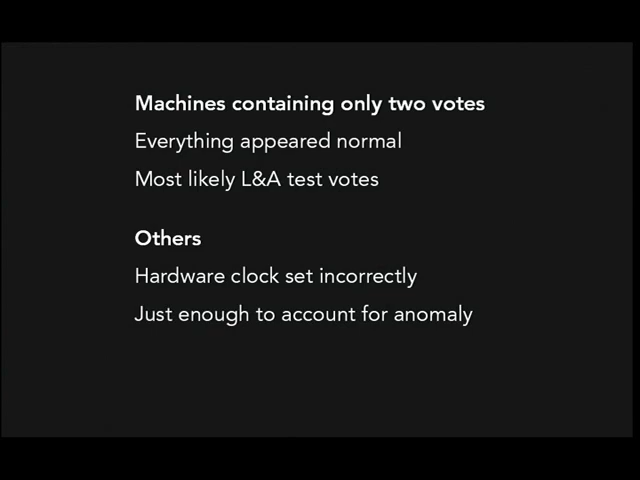 Machines containing only two votes
Everything appeared normal
Most likely L&A test votes
Others
Hardware clock set incorrectly
Just enough to account for anomaly